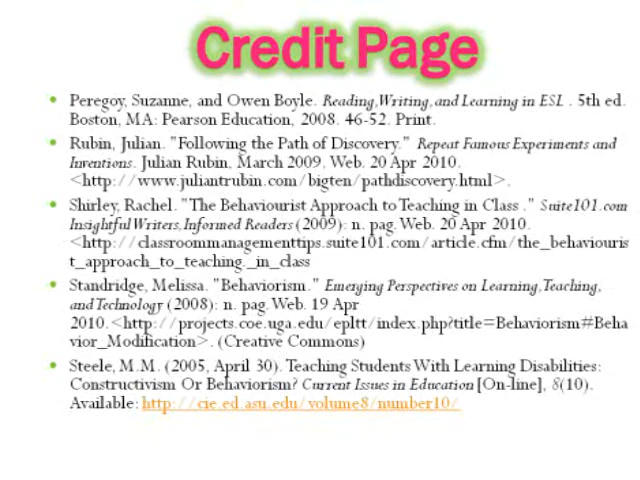 Credit Page
• Peregoy, Suzanne, and Owen Boyle. Reading,Writing,and Learning in ESL . 5th ed.
Boston, MA: Pearson Education, 2008. 46-52. Print.
• Rubin, Julian. "Following the Path of Discovery." Repeat Famous Experiments and
Inventions. Julian Rubin, March 2009. Web. 20 Apr 2010.
<http://www.juliantrubin.com/bigten/pathdiscovery.html>.
• Shirley, Rachel. "The Behaviourist Approach to Teaching in Class ." Suite101.com
Insightful Writers,Informed Readers (2009): n. pag. Web. 20 Apr 2010.
<http://classroommanagementtips.suite101.com/article.cfm/the_behaviouris
t_approach_to_teaching._in_class
• Standridge, Melissa. "Behaviorism." Emerging Perspectives on Learning,Teaching,
and Technology (2008): n. pag. Web. 19 Apr
2010.<http://projects.coe.uga.edu/epltt/index.php?title=Behaviorism#Beha
vior_Modification>. (Creative Commons)
• Steele, M.M. (2005, April 30). Teaching Students With Learning Disabilities:
Constructivism Or Behaviorism? Current Issues in Education [On-line], 8(10).
Available: http://cie.ed.asu.edu/volume8/number10/